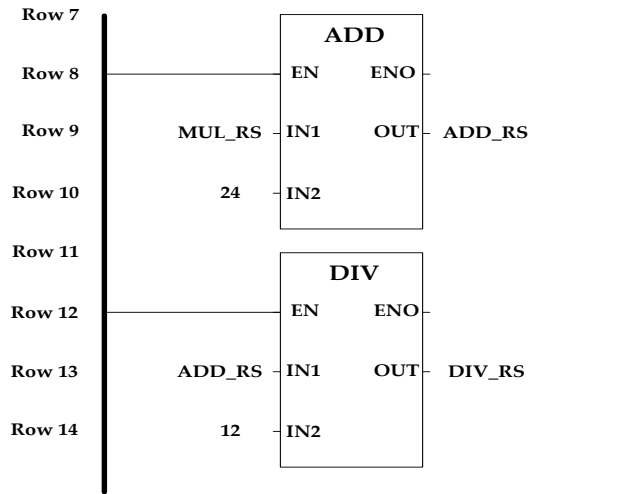 Row 7
ADD
Row 8 EN ENO
Row 9 MUL_RS IN1 OUT ADD_RS
Row 10 24 IN2
Row 11
DIV
Row 12 EN ENO
Row 13 ADD_RS IN1 OUT DIV_RS
Row 14 12 IN2